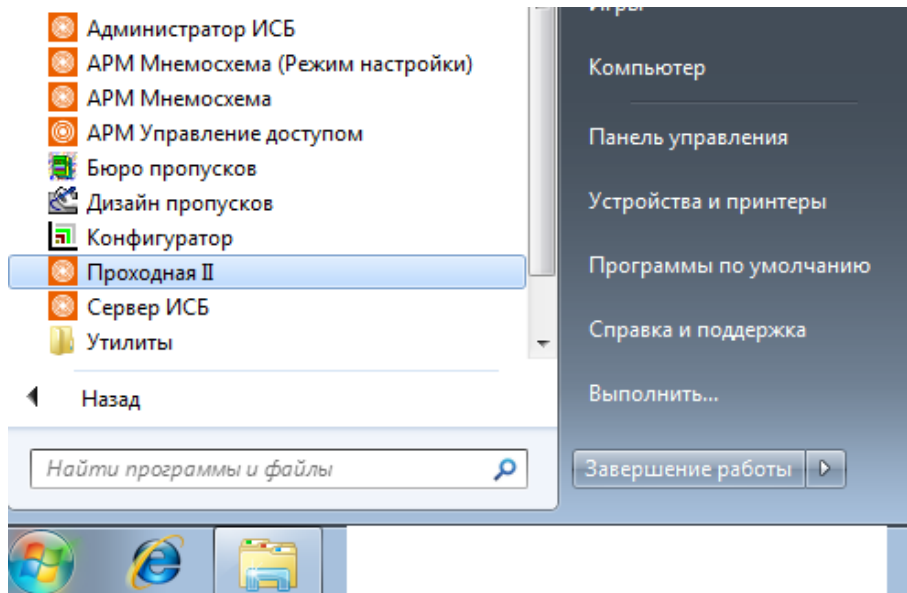 Администратор ИСБ
АРМ Мнемосхема (Режим настройки)
АРМ Мнемосхема
АРМ Управление доступом
Бюро пропусков
Дизайн пропусков
Конфигуратор
Проходная II
Сервер ИСБ
Утилиты
Назад
Найти программы и файлы
Компьютер
Панель управления
Устройства и принтеры
Программы по умолчанию
Справка и поддержка
Выполнить...
Завершение работы